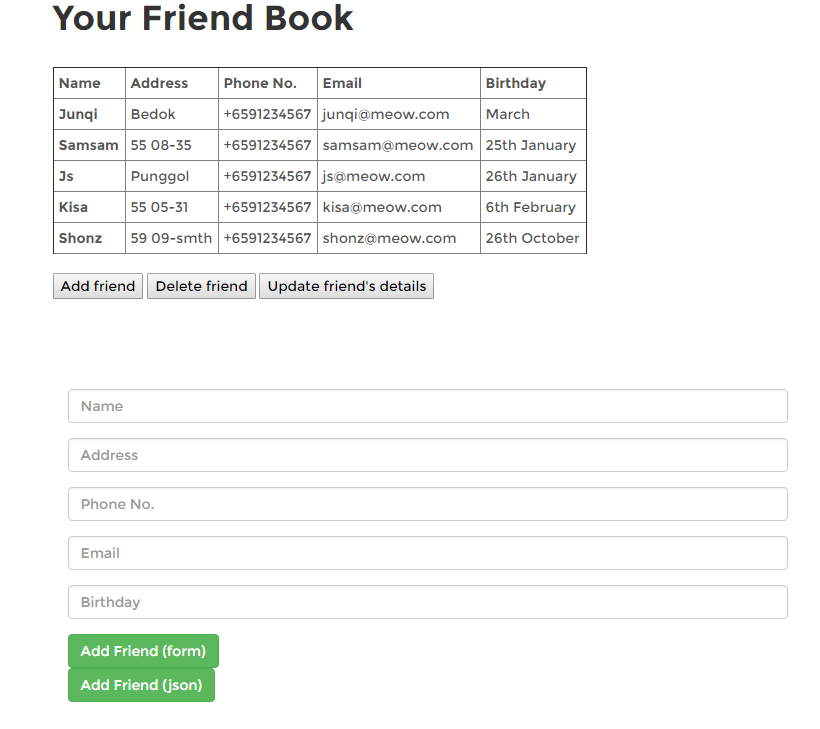 Your Friend Book
Name Address Phone No. Email Birthday
Junqi Bedok +6591234567 junqi@meow.com March
Samsam 55 08-35 +6591234567 samsam@meow.com 25th January
Js Punggol +6591234567 js@meow.com 26th January
Kisa 55 05-31 +6591234567 kisa@meow.com 6th February
Shonz 59 09-smth +6591234567 shonz@meow.com 26th October
Add friend Delete friend Update friend's details
Name
Address
Phone No.
Email
Birthday
Add Friend (form)
Add Friend (json)